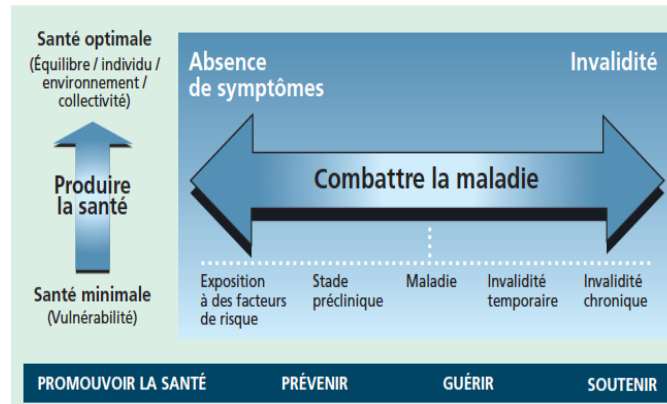 Santé optimale
(Équilibre / individu /
environnement /
collectivité)
Produire
la santé
Santé minimale
(Vulnérabilité)
Absence
de symptômes
Invalidité
Combattre la maladie
Exposition
à des facteurs
de risque
Stade
préclinique
Maladie
Invalidité
temporaire
Invalidité
chronique
PROMOUVOIR LA SANTÉ
PRÉVENIR
GUÉRIR
SOUTENIR